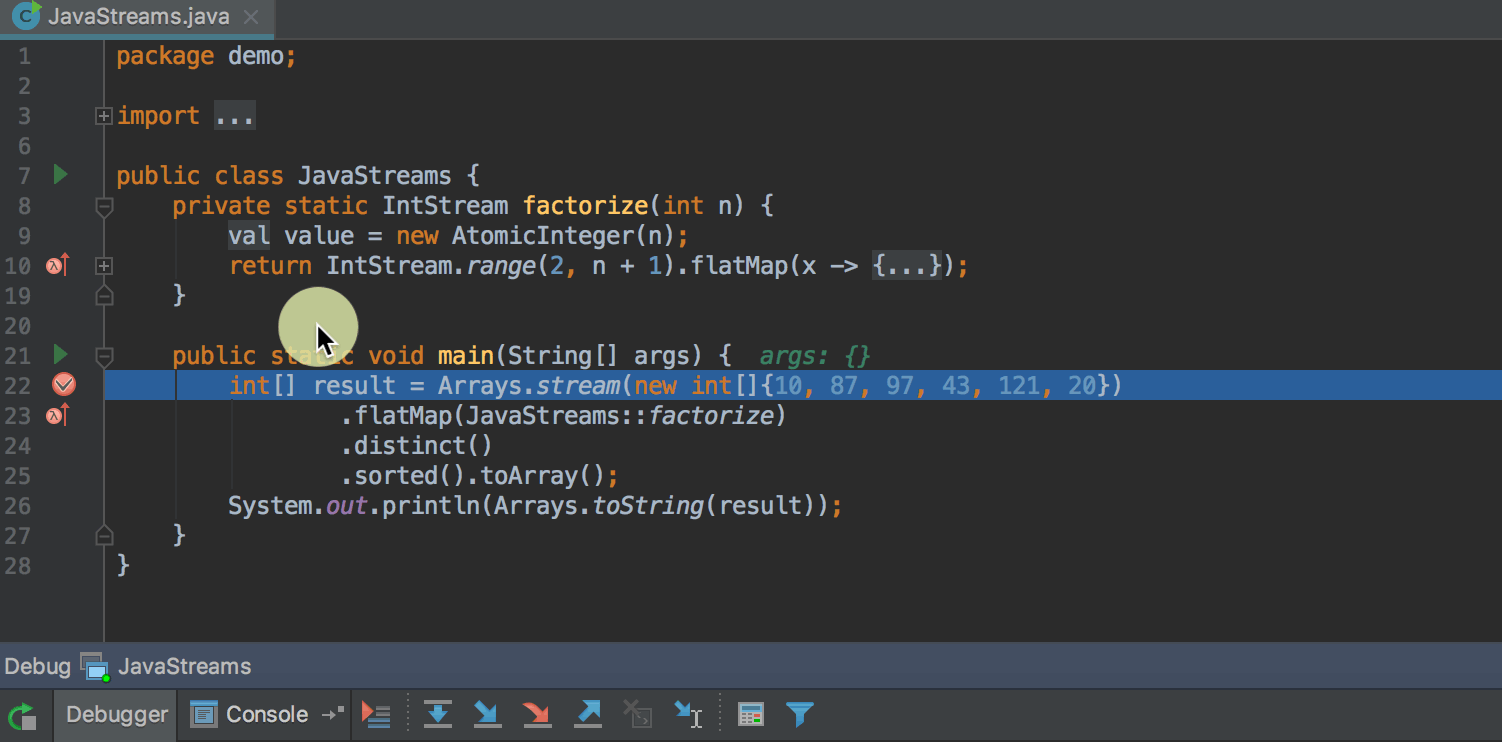 JavaStreams.java
1 package demo;
2
3 import ...
6
7 public class JavaStreams {
8 private static IntStream factorize(int n) {
9 val value = new AtomicInteger(n);
10 return IntStream.range(2, n + 1).flatMap(x -> {...});
19 }
20
21 public static void main(String[] args) { args: {}
22 int[] result = Arrays.stream(new int[]{10, 87, 97, 43, 121, 20})
23 .flatMap(JavaStreams::factorize)
24 .distinct()
25 .sorted().toArray();
26 System.out.println(Arrays.toString(result));
27 }
28 }
Debug JavaStreams
Debugger Console